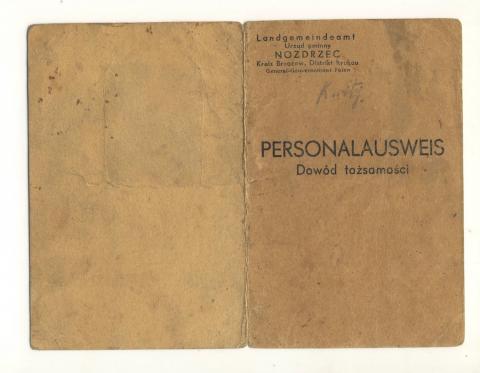 Landgemeindeamt
Urząd gminny
NOZDRZEC
Kreis Brzozow, Distrikt Krakau
General-Gouvernement Polen
PERSONALAUSWEIS
Dowód tożsamości